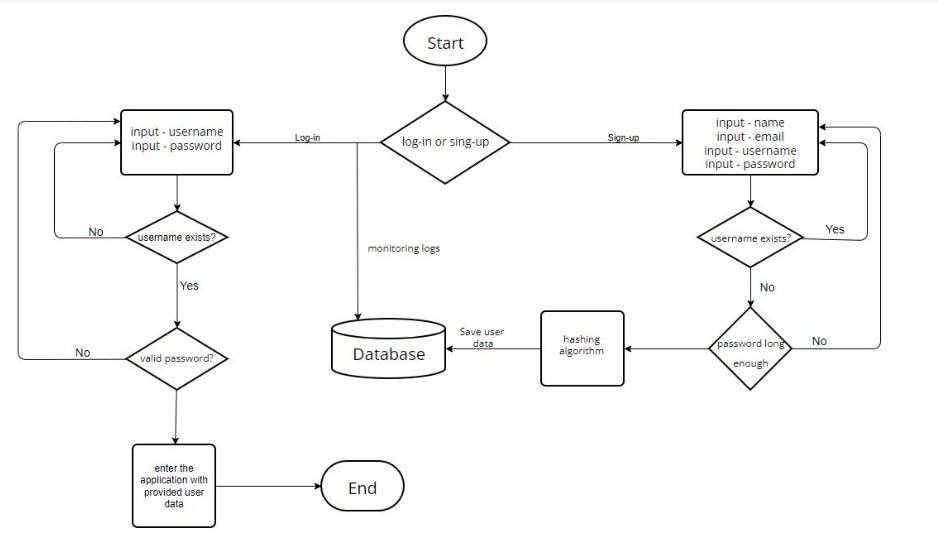 Start
log-in or sing-up
Log-in
Sign-up
input - username
input - password
input - name
input - email
input - username
input - password
username exists?
No
Yes
username exists?
Yes
No
monitoring logs
valid password?
No
Database
Save user
data
hashing
algorithm
password long
enough
No
enter the
application with
provided user
data
End